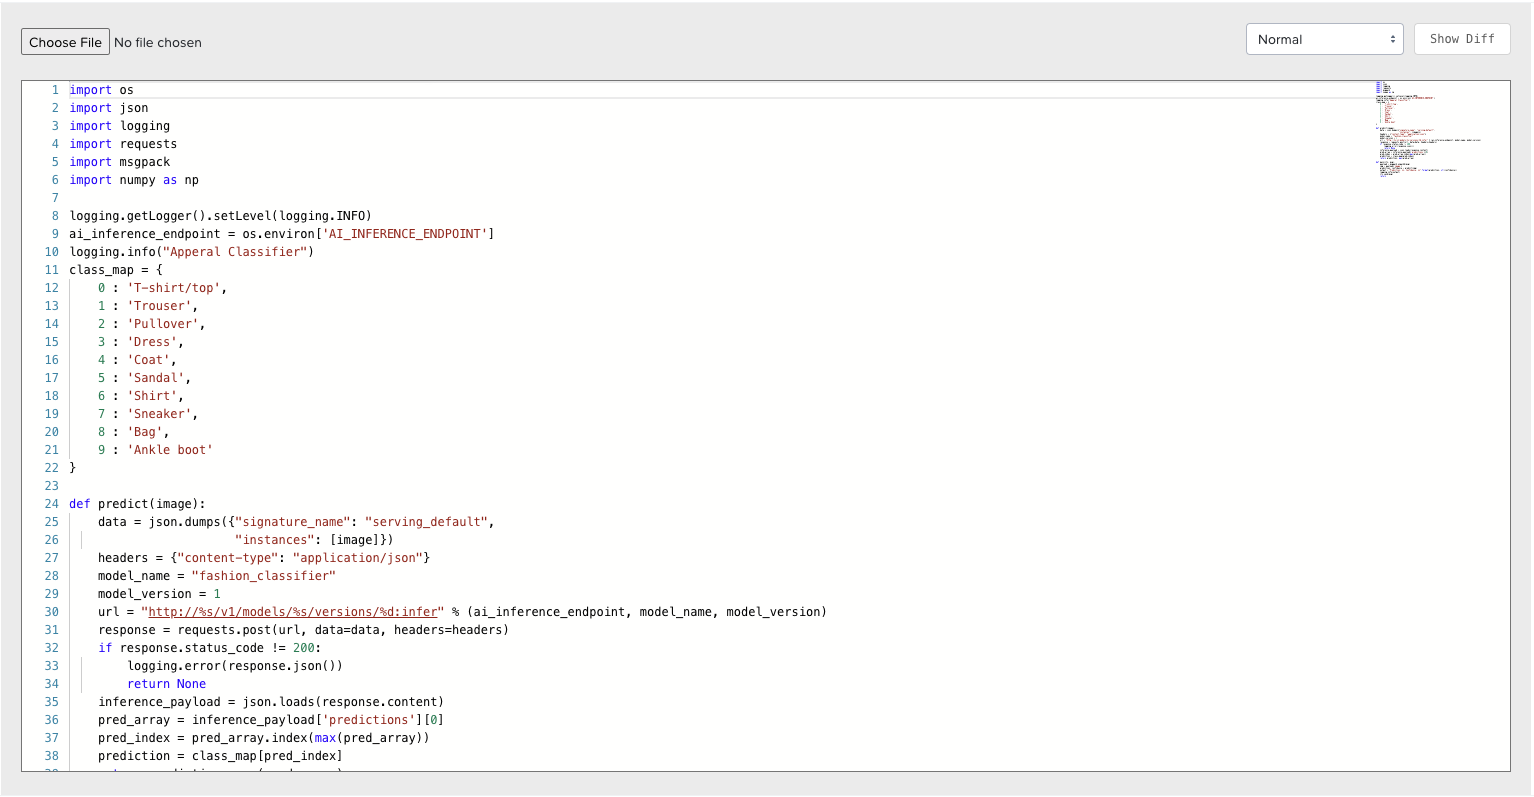 Choose File No file chosen Normal Show Diff
1 import os
2 import json
3 import logging
4 import requests
5 import msgpack
6 import numpy as np
7
8 logging.getLogger().setLevel(logging.INFO)
9 ai_inference_endpoint = os.environ['AI_INFERENCE_ENDPOINT']
10 logging.info("Apperal Classifier")
11 class_map = {
12 0 : 'T-shirt/top',
13 1 : 'Trouser',
14 2 : 'Pullover',
15 3 : 'Dress',
16 4 : 'Coat',
17 5 : 'Sandal',
18 6 : 'Shirt',
19 7 : 'Sneaker',
20 8 : 'Bag',
21 9 : 'Ankle boot'
22 }
23
24 def predict(image):
25 data = json.dumps({"signature_name": "serving_default",
26 "instances": [image]})
27 headers = {"content-type": "application/json"}
28 model_name = "fashion_classifier"
29 model_version = 1
30 url = "http://%s/v1/models/%s/versions/%d:infer" % (ai_inference_endpoint, model_name, model_version)
31 response = requests.post(url, data=data, headers=headers)
32 if response.status_code != 200:
33 logging.error(response.json())
34 return None
35 inference_payload = json.loads(response.content)
36 pred_array = inference_payload['predictions'][0]
37 pred_index = pred_array.index(max(pred_array))
38 prediction = class_map[pred_index]